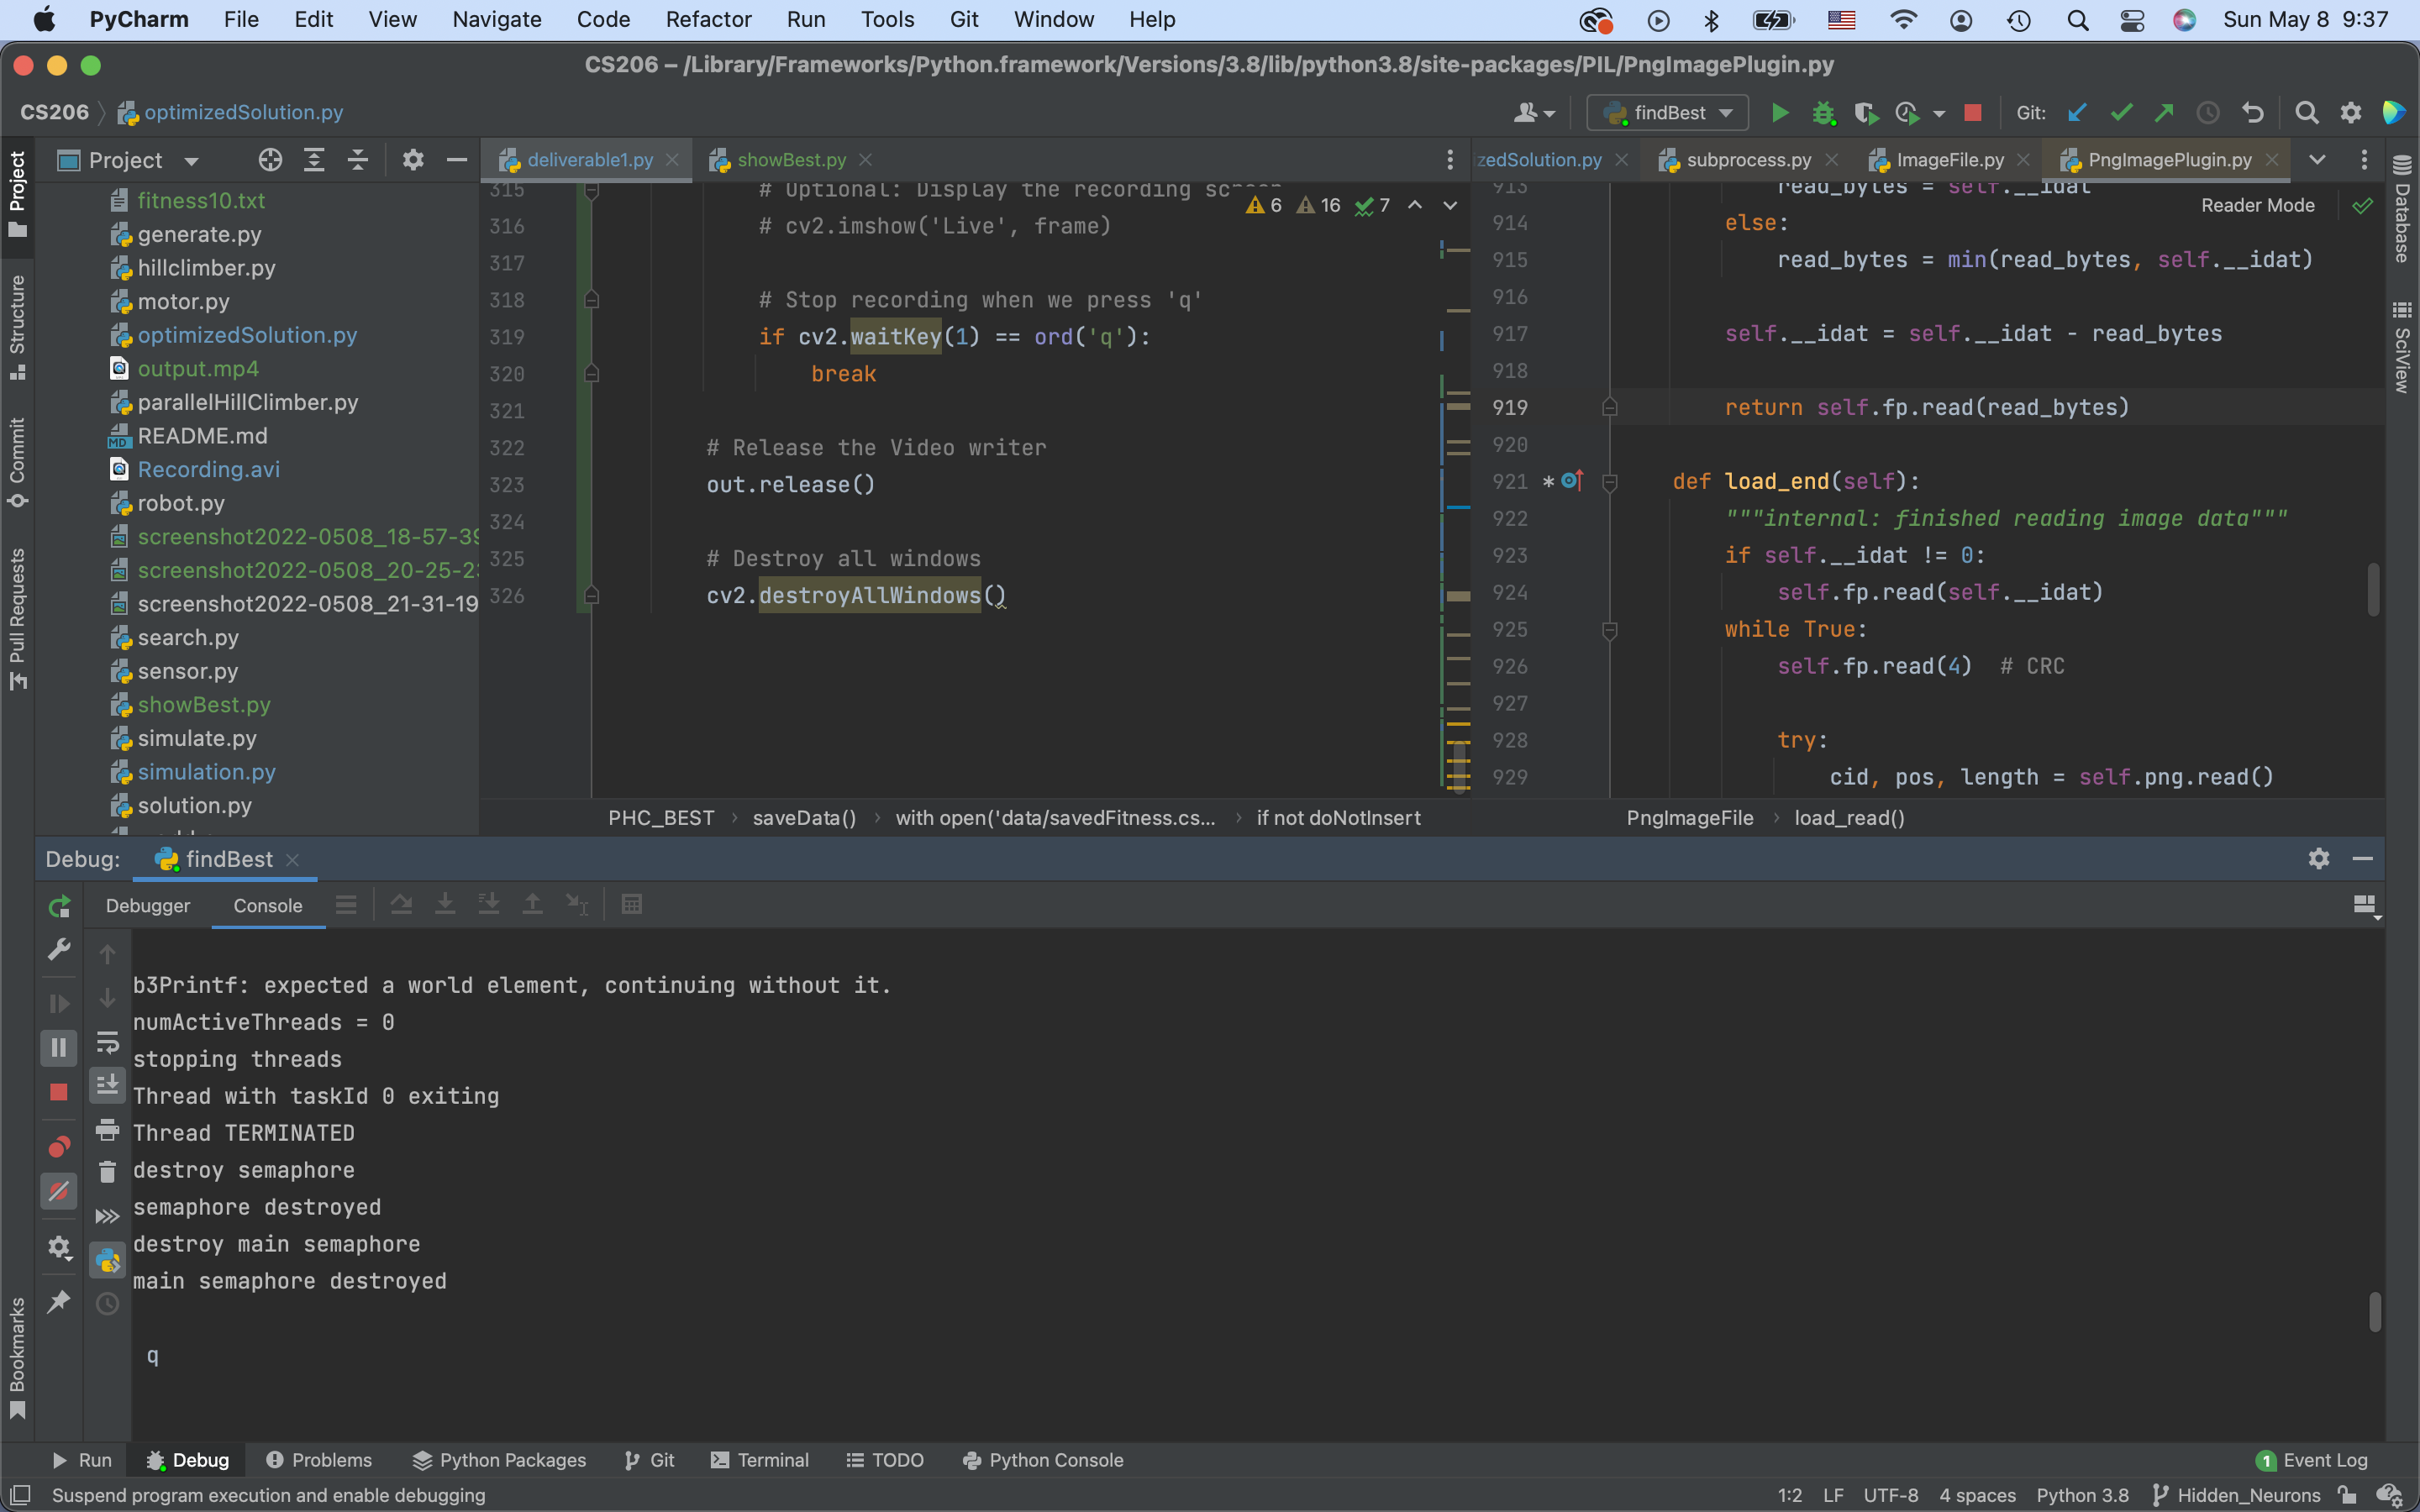 PyCharm File Edit View Navigate Code Refactor Run Tools Git Window Help Sun May 8 9:37
CS206 – /Library/Frameworks/Python.framework/Versions/3.8/lib/python3.8/site-packages/PIL/PngImagePlugin.py
CS206 optimizedSolution.py findBest Git:
Project deliverable1.py showBest.py zedSolution.py subprocess.py ImageFile.py PngImagePlugin.py
Project
Structure
Commit
Pull Requests
Bookmarks
fitness10.txt
generate.py
hillclimber.py
motor.py
optimizedSolution.py
output.mp4
parallelHillClimber.py
MD README.md
Recording.avi
robot.py
screenshot2022-0508_18-57-39
screenshot2022-0508_20-25-23
screenshot2022-0508_21-31-19
search.py
sensor.py
showBest.py
simulate.py
simulation.py
solution.py
6 16 7
315 # Optional: Display the recording screen
316 # cv2.imshow('Live', frame)
317
318 # Stop recording when we press 'q'
319 if cv2.waitKey(1) == ord('q'):
320 break
321
322 # Release the Video writer
323 out.release()
324
325 # Destroy all windows
326 cv2.destroyAllWindows()
PHC_BEST saveData() with open('data/savedFitness.cs... if not doNotInsert
Reader Mode
913 read_bytes = self.__idat
914 else:
915 read_bytes = min(read_bytes, self.__idat)
916
917 self.__idat = self.__idat - read_bytes
918
919 return self.fp.read(read_bytes)
920
921 * def load_end(self):
922 """internal: finished reading image data"""
923 if self.__idat != 0:
924 self.fp.read(self.__idat)
925 while True:
926 self.fp.read(4) # CRC
927
928 try:
929 cid, pos, length = self.png.read()
PngImageFile load_read()
Database
SciView
Debug: findBest
Debugger Console
b3Printf: expected a world element, continuing without it.
numActiveThreads = 0
stopping threads
Thread with taskId 0 exiting
Thread TERMINATED
destroy semaphore
semaphore destroyed
destroy main semaphore
main semaphore destroyed
q
Run Debug Problems Python Packages Git Terminal TODO Python Console 1 Event Log
Suspend program execution and enable debugging 1:2 LF UTF-8 4 spaces Python 3.8 Hidden_Neurons